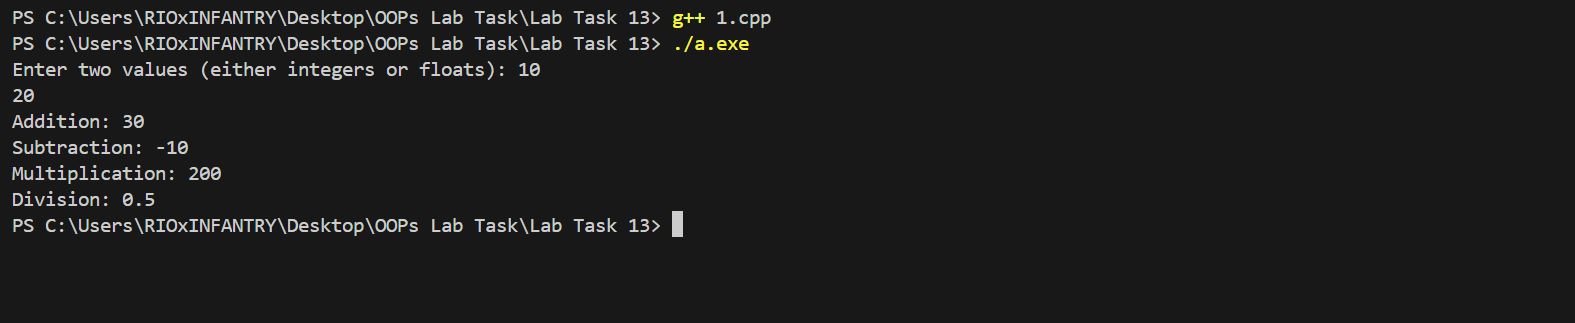 PS C:\Users\RIOxINFANTRY\Desktop\OOPs Lab Task\Lab Task 13> g++ 1.cpp
PS C:\Users\RIOxINFANTRY\Desktop\OOPs Lab Task\Lab Task 13> ./a.exe
Enter two values (either integers or floats): 10
20
Addition: 30
Subtraction: -10
Multiplication: 200
Division: 0.5
PS C:\Users\RIOxINFANTRY\Desktop\OOPs Lab Task\Lab Task 13>